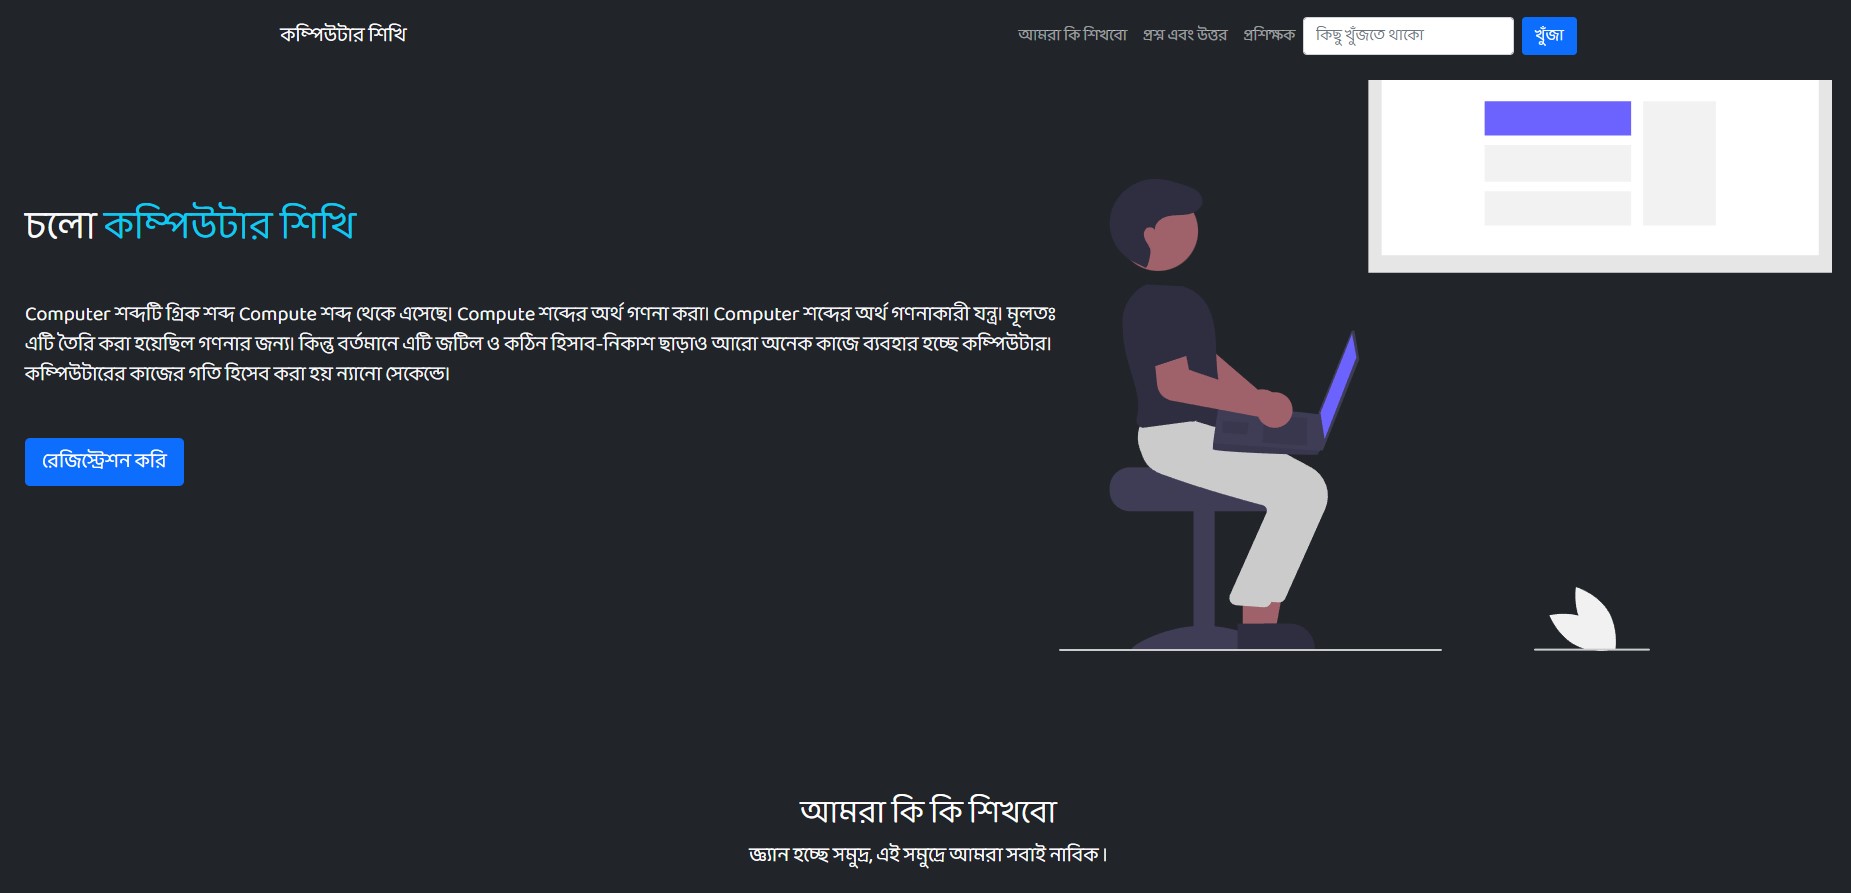 কম্পিউটার শিখি
আমরা কি শিখবো
প্রশ্ন এবং উত্তর
প্রশিক্ষক
কিছু খুঁজতে থাকো
খুঁজা
চলো কম্পিউটার শিখি
Computer শব্দটি গ্রিক শব্দ Compute শব্দ থেকে এসেছে। Compute শব্দের অর্থ গণনা করা। Computer শব্দের অর্থ গণনাকারী যন্ত্র। মূলতঃ
এটি তৈরি করা হয়েছিল গণনার জন্য। কিন্তু বর্তমানে এটি জটিল ও কঠিন হিসাব-নিকাশ ছাড়াও আরো অনেক কাজে ব্যবহার হচ্ছে কম্পিউটার।
কম্পিউটারের কাজের গতি হিসেব করা হয় ন্যানো সেকেন্ডে।
রেজিস্ট্রেশন করি
আমরা কি কি শিখবো
জ্ঞ্যান হচ্ছে সমুদ্র, এই সমুদ্রে আমরা সবাই নাবিক ।